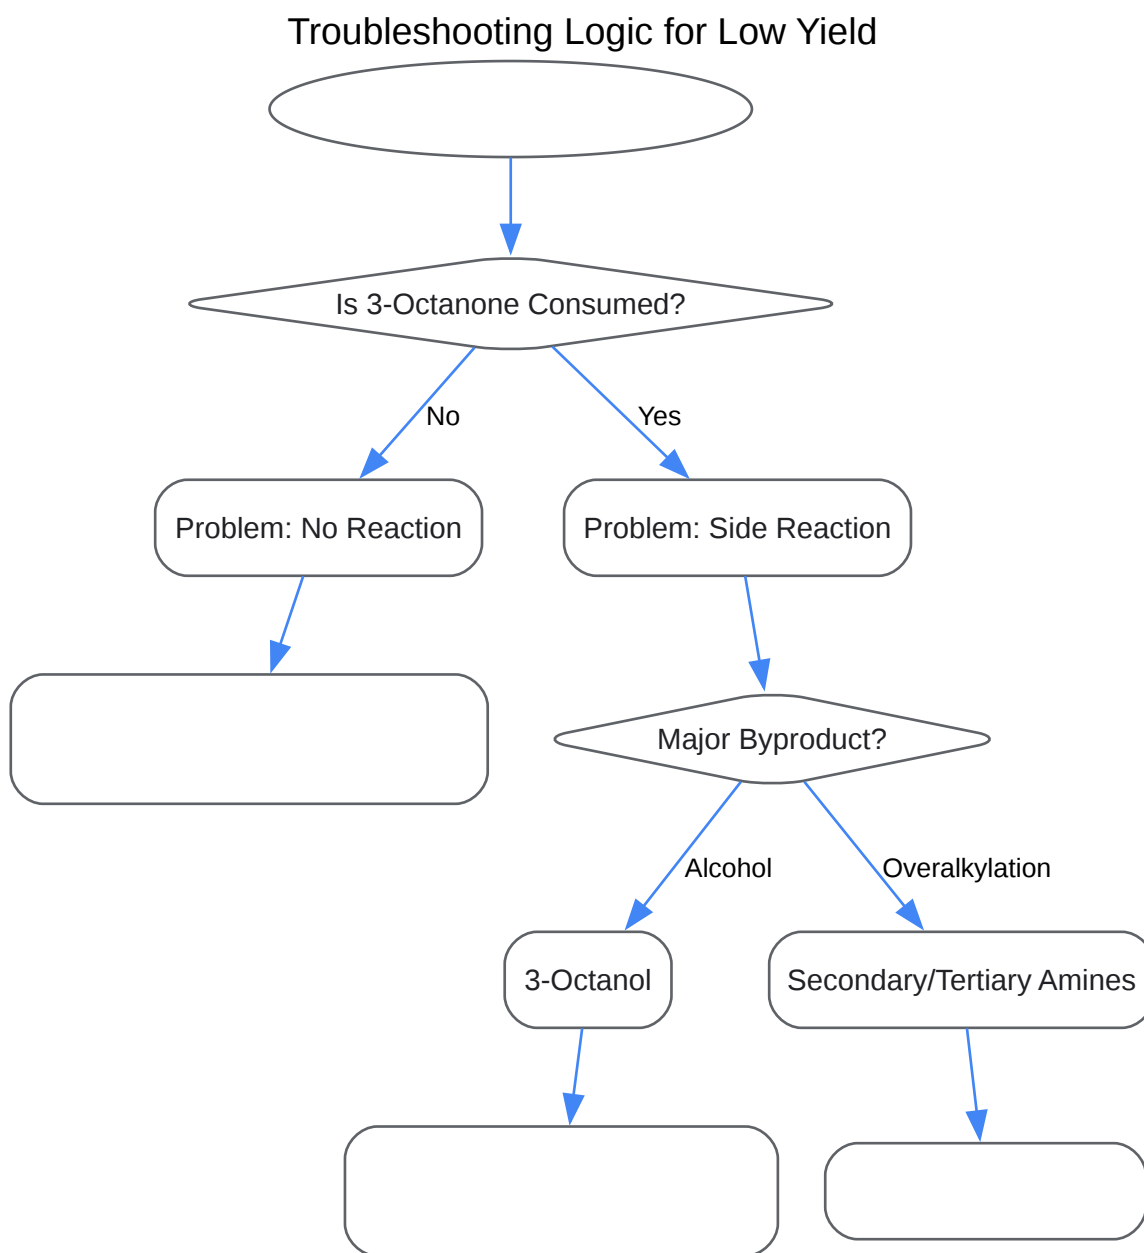 Troubleshooting Logic for Low Yield
Is 3-Octanone Consumed?
No
Yes
Problem: No Reaction
Problem: Side Reaction
Major Byproduct?
Alcohol
Overalkylation
3-Octanol
Secondary/Tertiary Amines